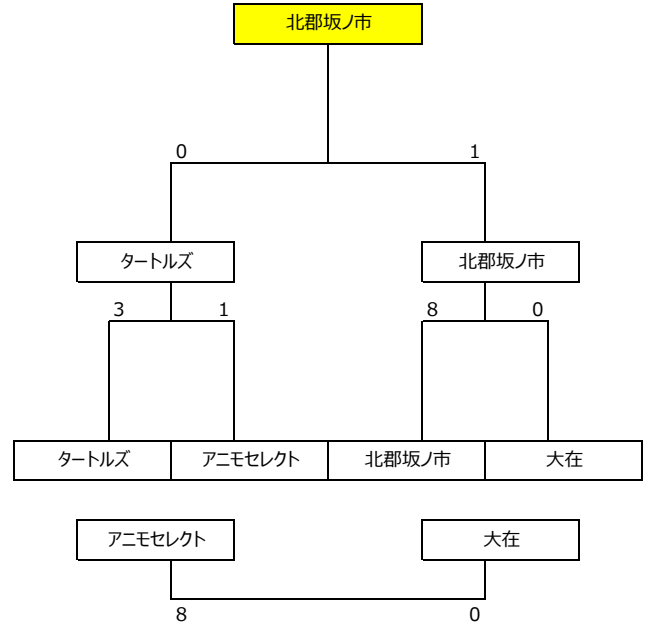 北郡坂ノ市
0 1
タートルズ 北郡坂ノ市
3 1 8 0
タートルズ アニモセレクト 北郡坂ノ市 大在
アニモセレクト 大在
8 0